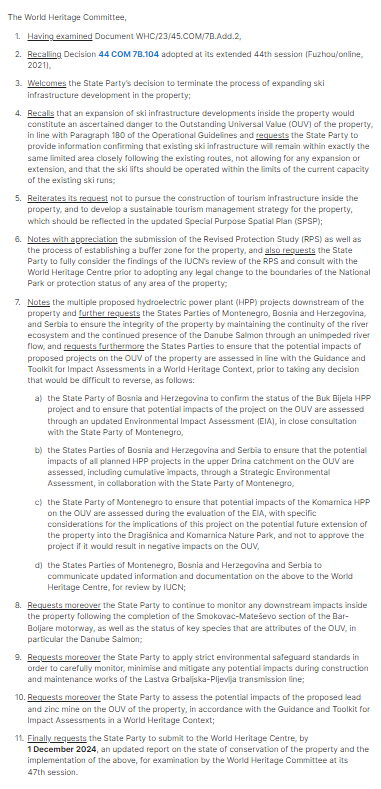 The World Heritage Committee,
1. Having examined Document WHC/23/45.COM/7B.Add.2,
2. Recalling Decision 44 COM 7B.104 adopted at its extended 44th session (Fuzhou/online,
2021),
3. Welcomes the State Party's decision to terminate the process of expanding ski
infrastructure development in the property;
4. Recalls that an expansion of ski infrastructure developments inside the property would
constitute an ascertained danger to the Outstanding Universal Value (OUV) of the property,
in line with Paragraph 180 of the Operational Guidelines and requests the State Party to
provide information confirming that existing ski infrastructure will remain within exactly the
same limited area closely following the existing routes, not allowing for any expansion or
extension, and that the ski lifts should be operated within the limits of the current capacity
of the existing ski runs;
5. Reiterates its request not to pursue the construction of tourism infrastructure inside the
property, and to develop a sustainable tourism management strategy for the property,
which should be reflected in the updated Special Purpose Spatial Plan (SPSP);
6. Notes with appreciation the submission of the Revised Protection Study (RPS) as well as
the process of establishing a buffer zone for the property, and also requests the State
Party to fully consider the findings of the IUCN's review of the RPS and consult with the
World Heritage Centre prior to adopting any legal change to the boundaries of the National
Park or protection status of any area of the property;
7. Notes the multiple proposed hydroelectric power plant (HPP) projects downstream of the
property and further requests the States Parties of Montenegro, Bosnia and Herzegovina,
and Serbia to ensure the integrity of the property by maintaining the continuity of the river
ecosystem and the continued presence of the Danube Salmon through an unimpeded river
flow, and requests furthermore the States Parties to ensure that the potential impacts of
proposed projects on the OUV of the property are assessed in line with the Guidance and
Toolkit for Impact Assessments in a World Heritage Context, prior to taking any decision
that would be difficult to reverse, as follows:
a) the State Party of Bosnia and Herzegovina to confirm the status of the Buk Bijela HPP
project and to ensure that potential impacts of the project on the OUV are assessed
through an updated Environmental Impact Assessment (EIA), in close consultation
with the State Party of Montenegro,
b) the States Parties of Bosnia and Herzegovina and Serbia to ensure that the potential
impacts of all planned HPP projects in the upper Drina catchment on the OUV are
assessed, including cumulative impacts, through a Strategic Environmental
Assessment, in collaboration with the State Party of Montenegro,
c) the State Party of Montenegro to ensure that potential impacts of the Komarnica HPP
on the OUV are assessed during the evaluation of the EIA, with specific
considerations for the implications of this project on the potential future extension of
the property into the Dragišnica and Komarnica Nature Park, and not to approve the
project if it would result in negative impacts on the OUV,
d) the States Parties of Montenegro, Bosnia and Herzegovina and Serbia to
communicate updated information and documentation on the above to the World
Heritage Centre, for review by IUCN;
8. Requests moreover the State Party to continue to monitor any downstream impacts inside
the property following the completion of the Smokovac-Mateševo section of the Bar-
Boljare motorway, as well as the status of key species that are attributes of the OUV, in
particular the Danube Salmon;
9. Requests moreover the State Party to apply strict environmental safeguard standards in
order to carefully monitor, minimise and mitigate any potential impacts during construction
and maintenance works of the Lastva Grbaljska-Pljevlja transmission line;
10. Requests moreover the State Party to assess the potential impacts of the proposed lead
and zinc mine on the OUV of the property, in accordance with the Guidance and Toolkit for
Impact Assessments in a World Heritage Context;
11. Finally requests the State Party to submit to the World Heritage Centre, by
1 December 2024, an updated report on the state of conservation of the property and the
implementation of the above, for examination by the World Heritage Committee at its
47th session.